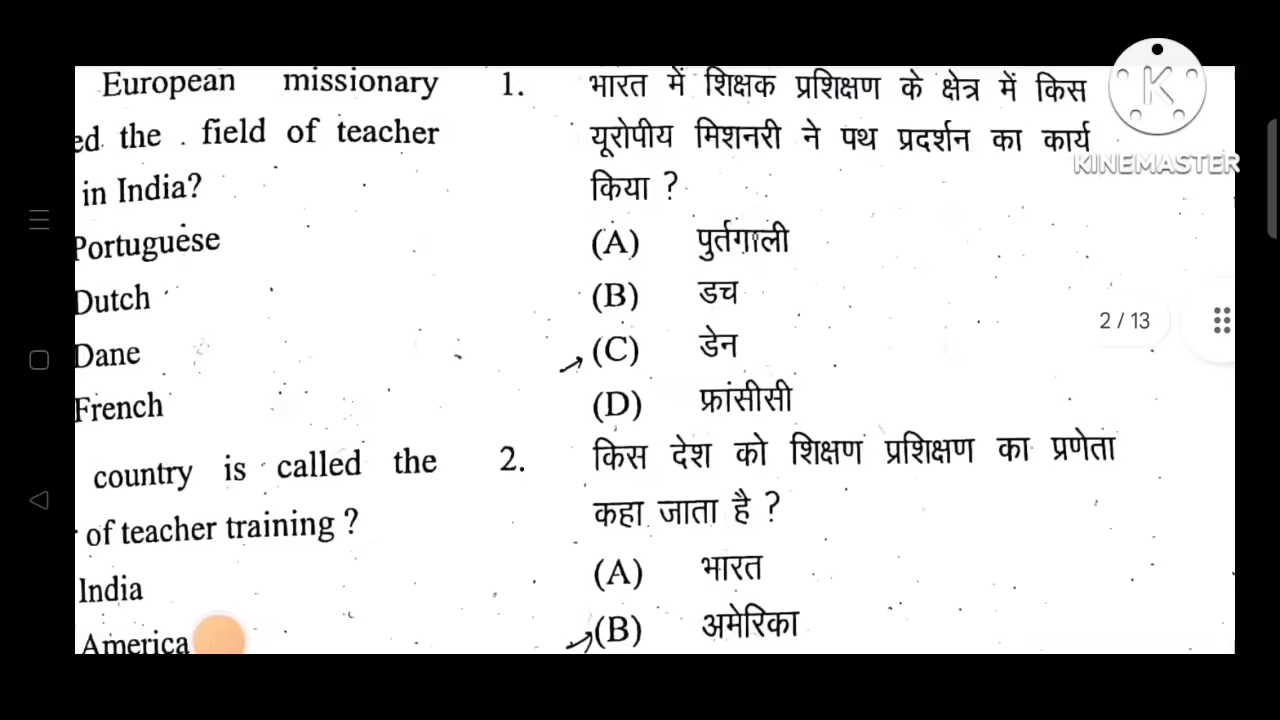 European missionary
ed the field of teacher
in India?
Portuguese
Dutch
Dane
French
country is called the
of teacher training ?
India
America
1. भारत में शिक्षक प्रशिक्षण के क्षेत्र में किस
यूरोपीय मिशनरी ने पथ प्रदर्शन का कार्य
किया ?
(A) पुर्तगाली
(B) डच
(C) डेन
(D) फ्रांसीसी
2. किस देश को शिक्षण प्रशिक्षण का प्रणेता
कहा जाता है ?
(A) भारत
(B) अमेरिका
K
KINEMASTER
2 / 13